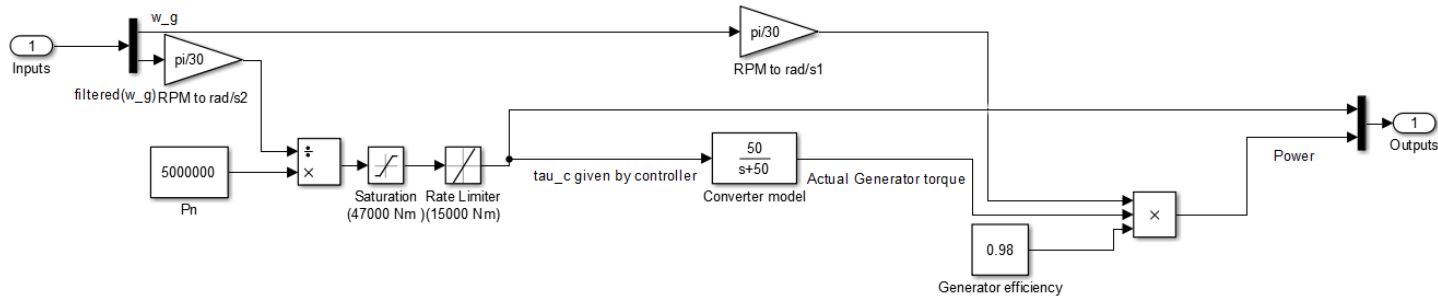 w_g
1
Inputs
pi/30
filtered(w_g)
RPM to rad/s2
pi/30
RPM to rad/s1
5000000
Pn
÷
×
Saturation
(47000 Nm )
Rate Limiter
(15000 Nm)
tau_c given by controller
50
s+50
Converter model
Actual Generator torque
0.98
Generator efficiency
×
Power
1
Outputs